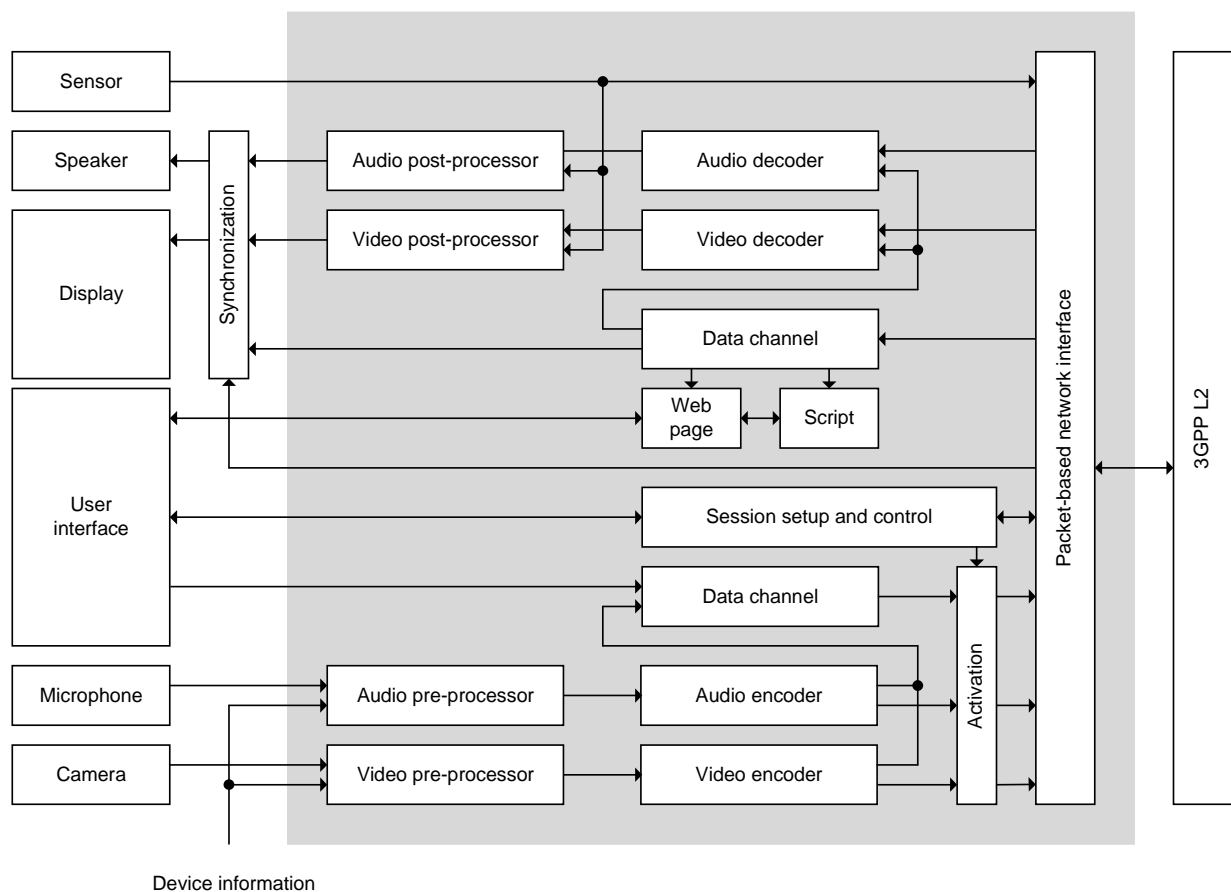 Sensor
Speaker
Audio post-processor
Audio decoder
Synchronization
Display
Video post-processor
Video decoder
Data channel
Web
page
Script
Packet-based network interface
3GPP L2
User
interface
Session setup and control
Data channel
Activation
Microphone
Audio pre-processor
Audio encoder
Camera
Video pre-processor
Video encoder
Device information